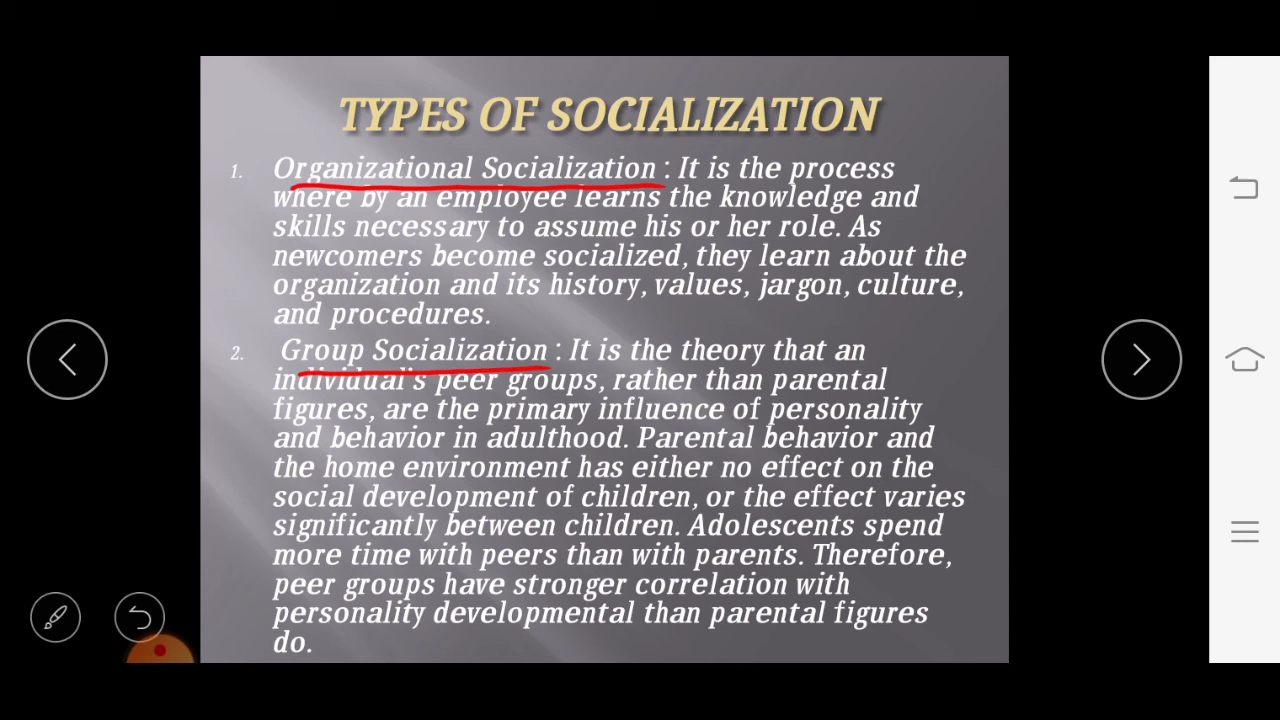 TYPES OF SOCIALIZATION
1. Organizational Socialization : It is the process
where by an employee learns the knowledge and
skills necessary to assume his or her role. As
newcomers become socialized, they learn about the
organization and its history, values, jargon, culture,
and procedures.
2. Group Socialization : It is the theory that an
individual's peer groups, rather than parental
figures, are the primary influence of personality
and behavior in adulthood. Parental behavior and
the home environment has either no effect on the
social development of children, or the effect varies
significantly between children. Adolescents spend
more time with peers than with parents. Therefore,
peer groups have stronger correlation with
personality developmental than parental figures
do.